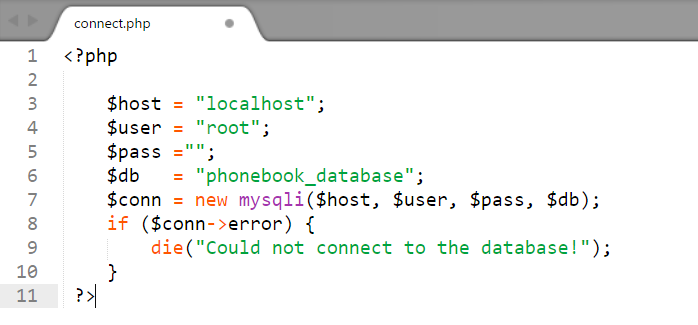 connect.php
1 <?php
2
3     $host = "localhost";
4     $user = "root";
5     $pass ="";
6     $db   = "phonebook_database";
7     $conn = new mysqli($host, $user, $pass, $db);
8     if ($conn->error) {
9         die("Could not connect to the database!");
10     }
11  ?>